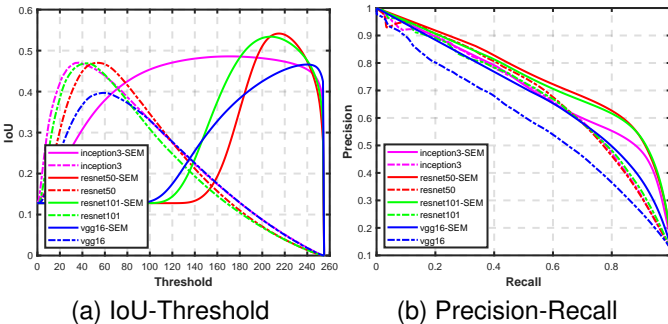 0.6
0.5
0.4
0.3
0.2
0.1
0
IoU
inception3-SEM
inception3
resnet50-SEM
resnet50
resnet101-SEM
resnet101
vgg16-SEM
vgg16
0 20 40 60 80 100 120 140 160 180 200 220 240 260
Threshold
(a) IoU-Threshold
1
0.9
0.8
0.7
0.6
0.5
0.4
0.3
0.2
0.1
Precision
inception3-SEM
inception3
resnet50-SEM
resnet50
resnet101-SEM
resnet101
vgg16-SEM
vgg16
0 0.2 0.4 0.6 0.8
Recall
(b) Precision-Recall